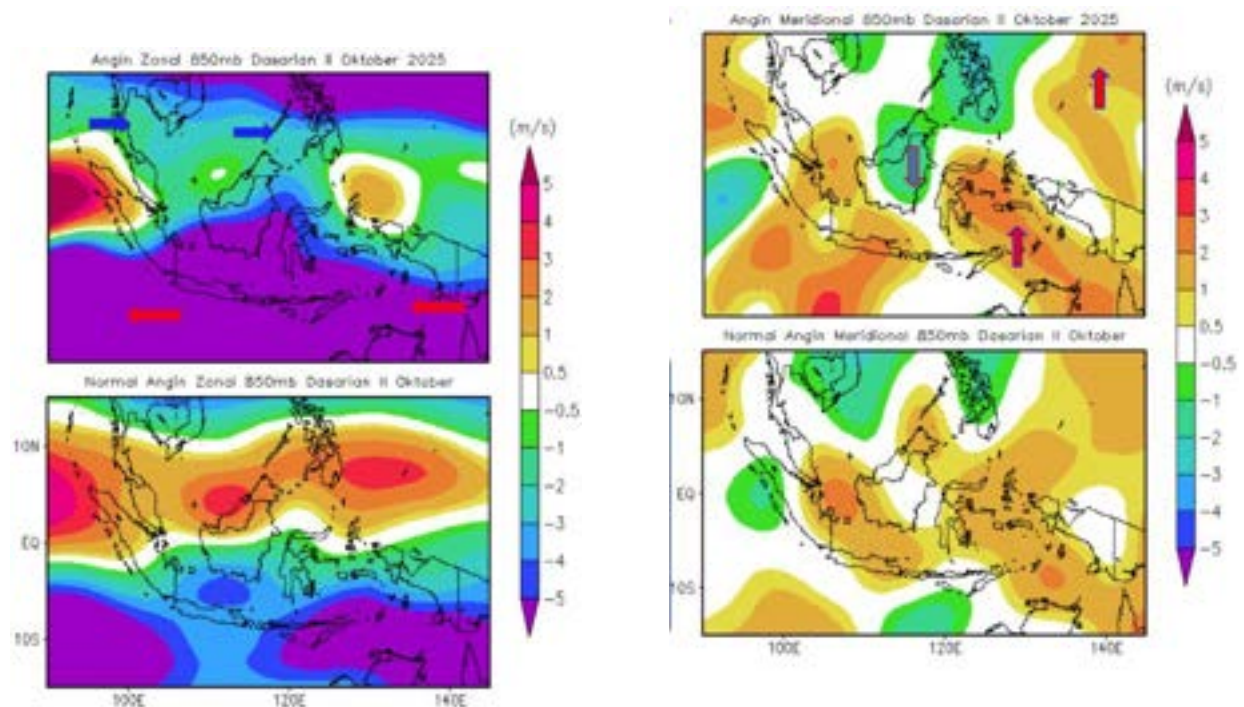 Angin Zonal 850mb Dasarian II Oktober 2025
(m/s)
5
4
3
2
1
0.5
-0.5
-1
-2
-3
-4
-5
Normal Angin Zonal 850mb Dasarian II Oktober
10N
EQ
10S
100E
120E
140E
Angin Meridional 850mb Dasarian II Oktober 2025
(m/s)
5
4
3
2
1
0.5
-0.5
-1
-2
-3
-4
-5
Normal Angin Meridional 850mb Dasarian II Oktober
10N
EQ
10S
100E
120E
140E